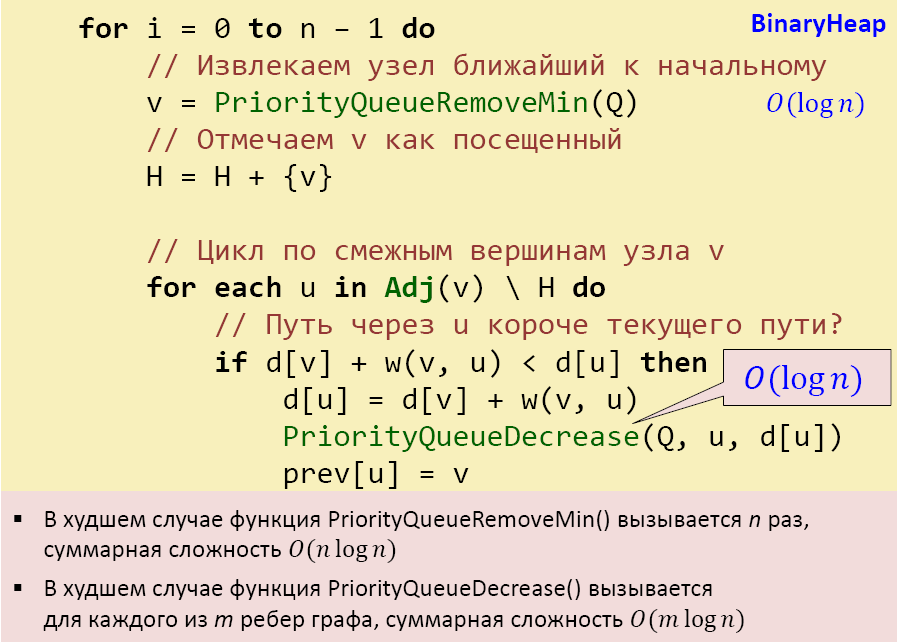 for i = 0 to n – 1 do
BinaryHeap
// Извлекаем узел ближайший к начальному
v = PriorityQueueRemoveMin(Q)
O(log n)
// Отмечаем v как посещенный
H = H + {v}
// Цикл по смежным вершинам узла v
for each u in Adj(v) \ H do
// Путь через u короче текущего пути?
if d[v] + w(v, u) < d[u] then
O(log n)
d[u] = d[v] + w(v, u)
PriorityQueueDecrease(Q, u, d[u])
prev[u] = v
▪ В худшем случае функция PriorityQueueRemoveMin() вызывается n раз,
суммарная сложность O(n log n)
▪ В худшем случае функция PriorityQueueDecrease() вызывается
для каждого из m ребер графа, суммарная сложность O(m log n)